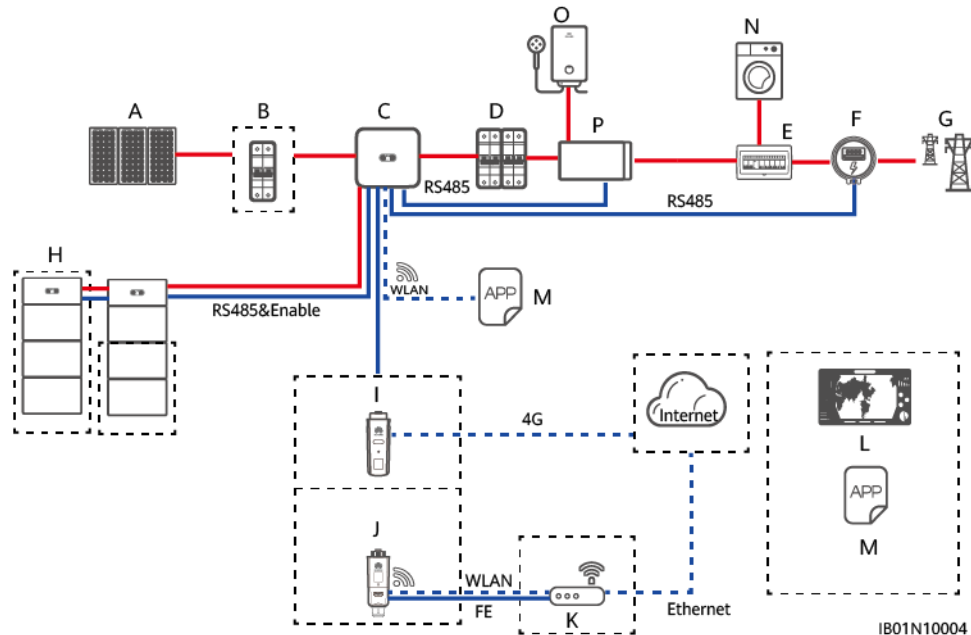 O
N
A
B
C
D
P
E
F
G
RS485
RS485
H
WLAN
APP
M
RS485&Enable
I
4G
Internet
L
APP
M
J
WLAN
FE
K
Ethernet
IB01N10004